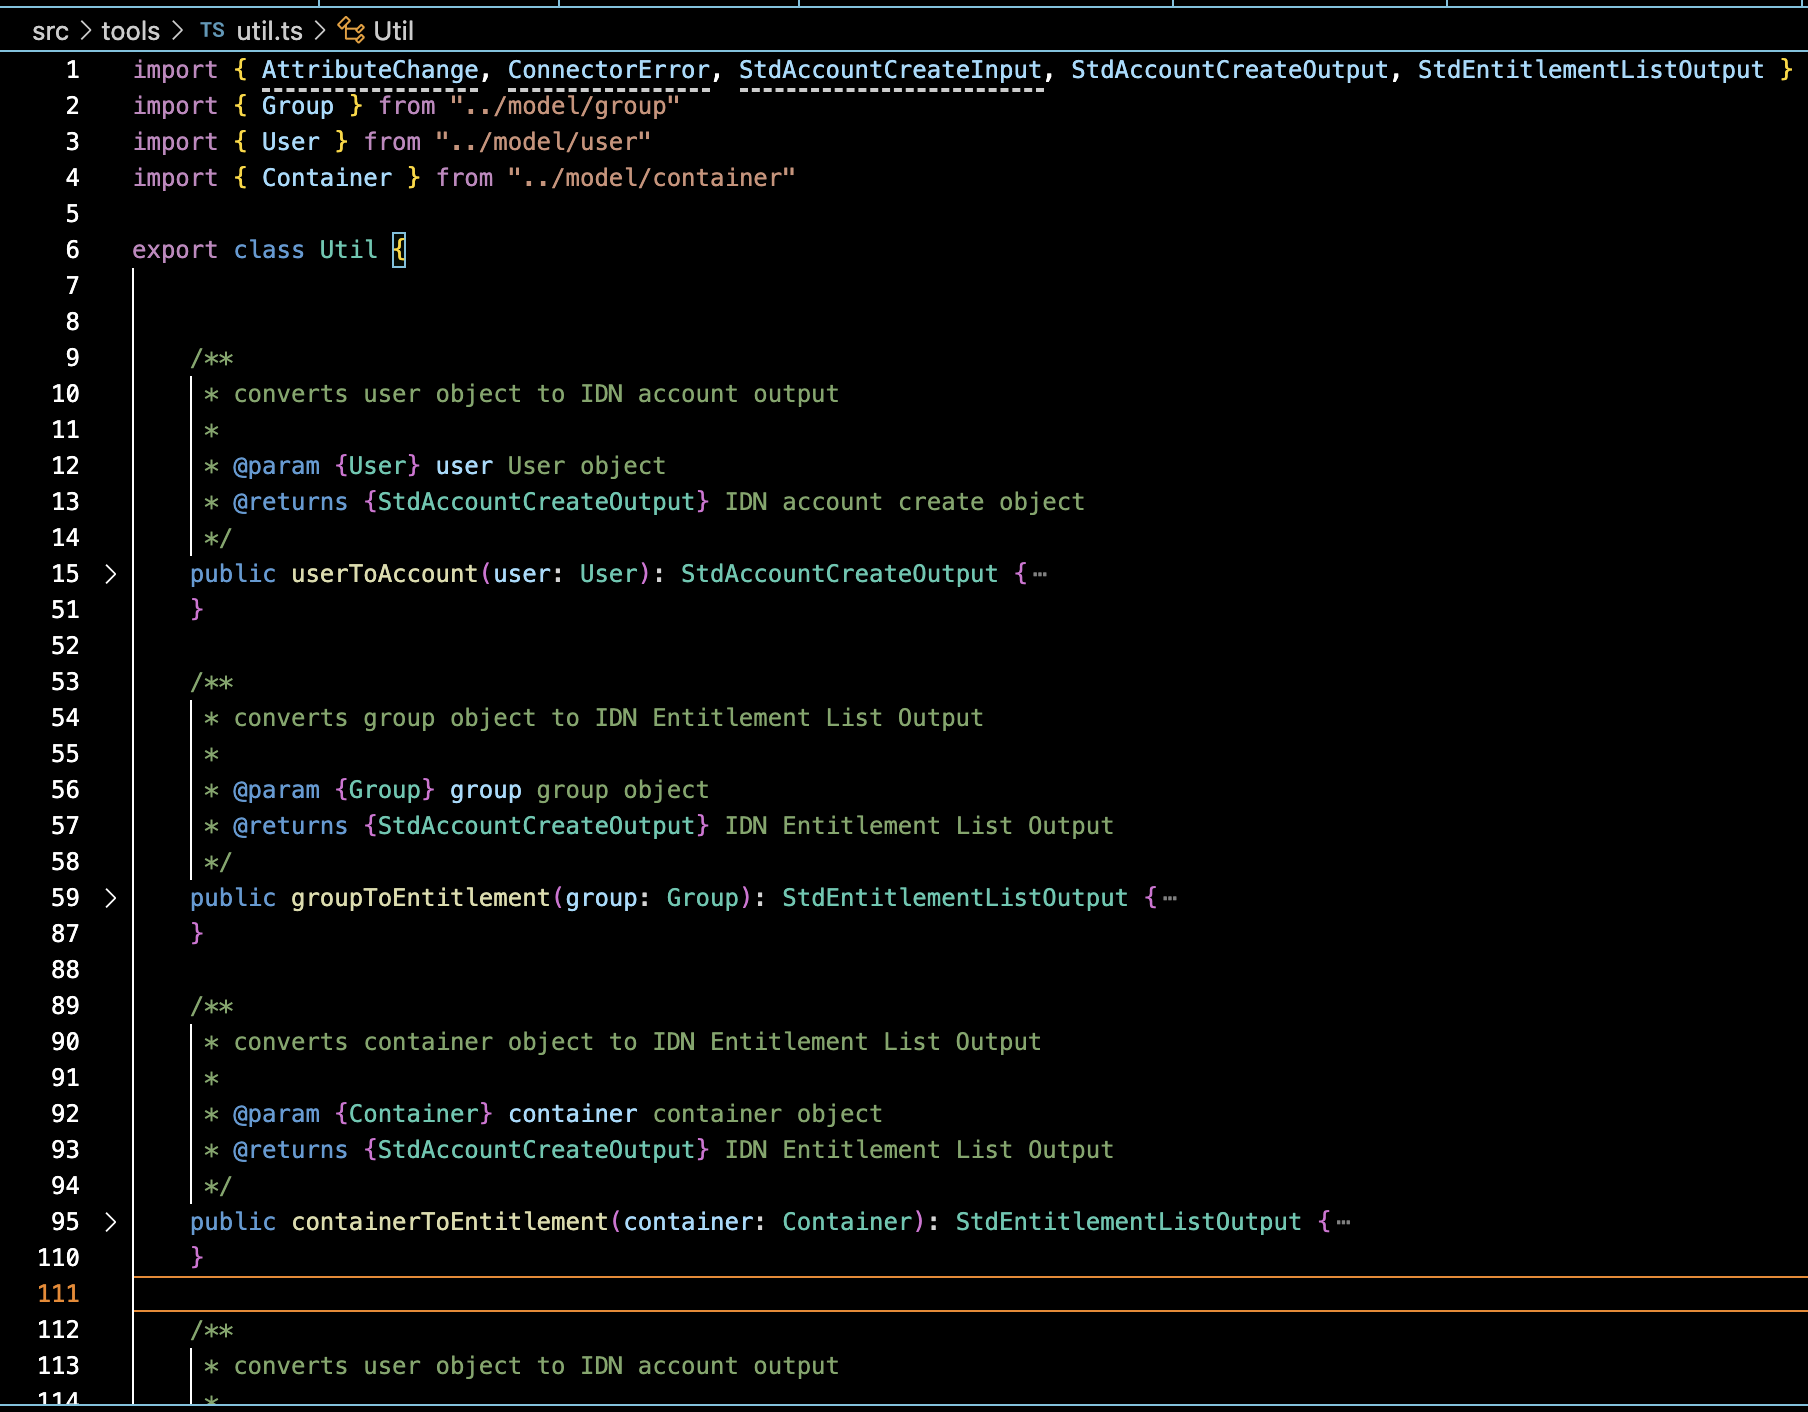 src > tools > TS util.ts > Util
1 import { AttributeChange, ConnectorError, StdAccountCreateInput, StdAccountCreateOutput, StdEntitlementListOutput }
2 import { Group } from "../model/group"
3 import { User } from "../model/user"
4 import { Container } from "../model/container"
5
6 export class Util {
7
8
9 /**
10 * converts user object to IDN account output
11 *
12 * @param {User} user User object
13 * @returns {StdAccountCreateOutput} IDN account create object
14 */
15 > public userToAccount(user: User): StdAccountCreateOutput {⋯
51 }
52
53 /**
54 * converts group object to IDN Entitlement List Output
55 *
56 * @param {Group} group group object
57 * @returns {StdAccountCreateOutput} IDN Entitlement List Output
58 */
59 > public groupToEntitlement(group: Group): StdEntitlementListOutput {⋯
87 }
88
89 /**
90 * converts container object to IDN Entitlement List Output
91 *
92 * @param {Container} container container object
93 * @returns {StdAccountCreateOutput} IDN Entitlement List Output
94 */
95 > public containerToEntitlement(container: Container): StdEntitlementListOutput {⋯
110 }
111
112 /**
113 * converts user object to IDN account output
114 *